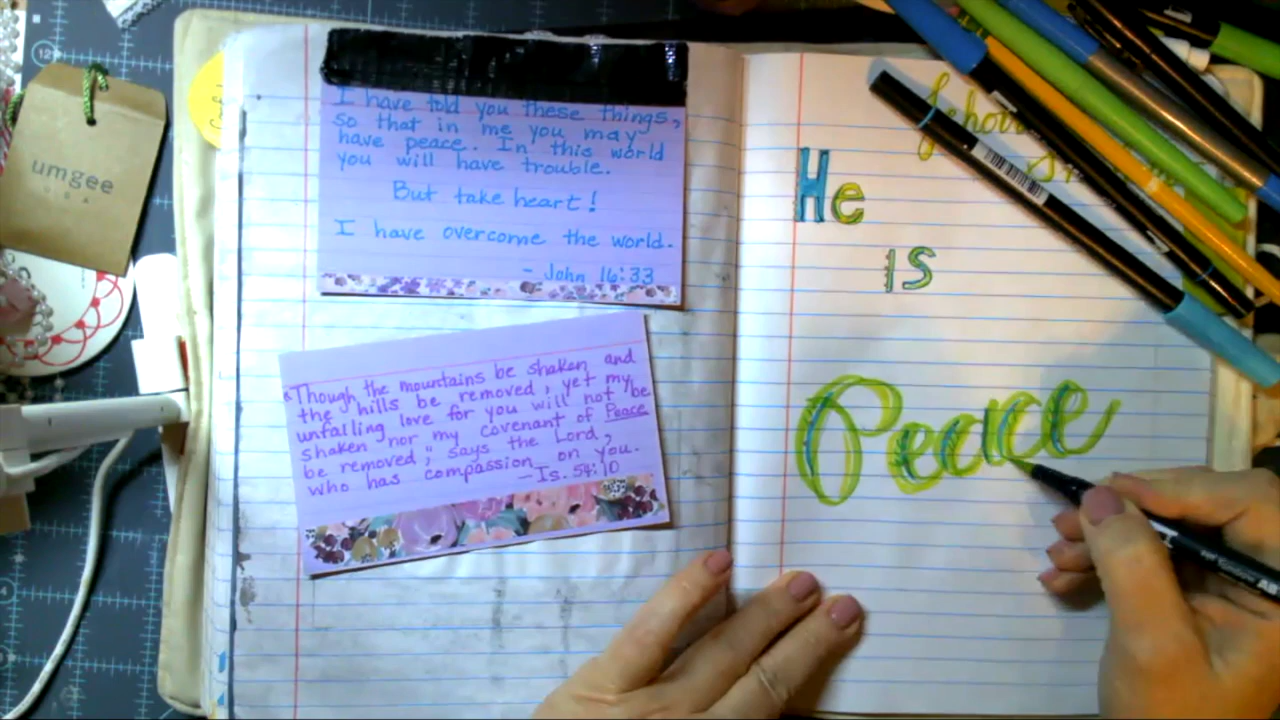 umgee
USA
I have told you these things,
so that in me you may
have peace. In this world
you will have trouble.
But take heart!
I have overcome the world.
- John 16:33
"Though the mountains be shaken and
the hills be removed, yet my
unfailing love for you will not be
shaken nor my covenant of Peace
be removed," says the Lord,
who has compassion on you.
- Is. 54:10
He
is
Peace